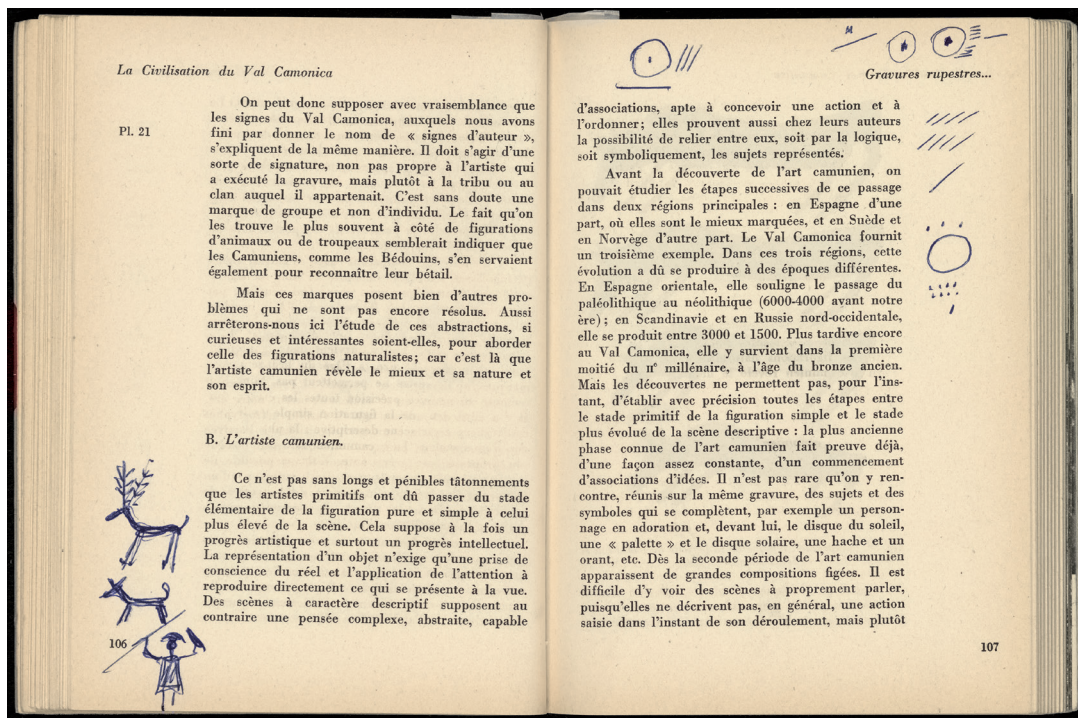 La Civilisation du Val Camonica
On peut donc supposer avec vraisemblance que
les signes du Val Camonica, auxquels nous avons
Pl. 21
fini par donner le nom de « signes d'auteur »,
s'expliquent de la même manière. Il doit s'agir d'une
sorte de signature, non pas propre à l'artiste qui
a exécuté la gravure, mais plutôt à la tribu ou au
clan auquel il appartenait. C'est sans doute une
marque de groupe et non d'individu. Le fait qu'on
les trouve le plus souvent à côté de figurations
d'animaux ou de troupeaux semblerait indiquer que
les Camuniens, comme les Bédouins, s'en servaient
également pour reconnaître leur bétail.
Mais ces marques posent bien d'autres pro-
blèmes qui ne sont pas encore résolus. Aussi
arrêterons-nous ici l'étude de ces abstractions, si
curieuses et intéressantes soient-elles, pour aborder
celle des figurations naturalistes; car c'est là que
l'artiste camunien révèle le mieux et sa nature et
son esprit.
B. L'artiste camunien.
Ce n'est pas sans longs et pénibles tâtonnements
que les artistes primitifs ont dû passer du stade
élémentaire de la figuration pure et simple à celui
plus élevé de la scène. Cela suppose à la fois un
progrès artistique et surtout un progrès intellectuel.
La représentation d'un objet n'exige qu'une prise de
conscience du réel et l'application de l'attention à
reproduire directement ce qui se présente à la vue.
Des scènes à caractère descriptif supposent au
contraire une pensée complexe, abstraite, capable
106
Gravures rupestres...
d'associations, apte à concevoir une action et à
l'ordonner; elles prouvent aussi chez leurs auteurs
la possibilité de relier entre eux, soit par la logique,
soit symboliquement, les sujets représentés.
Avant la découverte de l'art camunien, on
pouvait étudier les étapes successives de ce passage
dans deux régions principales : en Espagne d'une
part, où elles sont le mieux marquées, et en Suède et
en Norvège d'autre part. Le Val Camonica fournit
un troisième exemple. Dans ces trois régions, cette
évolution a dû se produire à des époques différentes.
En Espagne orientale, elle souligne le passage du
paléolithique au néolithique (6000-4000 avant notre
ère); en Scandinavie et en Russie nord-occidentale,
elle se produit entre 3000 et 1500. Plus tardive encore
au Val Camonica, elle y survient dans la première
moitié du IIe millénaire, à l'âge du bronze ancien.
Mais les découvertes ne permettent pas, pour l'ins-
tant, d'établir avec précision toutes les étapes entre
le stade primitif de la figuration simple et le stade
plus évolué de la scène descriptive : la plus ancienne
phase connue de l'art camunien fait preuve déjà,
d'une façon assez constante, d'un commencement
d'associations d'idées. Il n'est pas rare qu'on y ren-
contre, réunis sur la même gravure, des sujets et des
symboles qui se complètent, par exemple un person-
nage en adoration et, devant lui, le disque du soleil,
une « palette » et le disque solaire, une hache et un
orant, etc. Dès la seconde période de l'art camunien
apparaissent de grandes compositions figées. Il est
difficile d'y voir des scènes à proprement parler,
puisqu'elles ne décrivent pas, en général, une action
saisie dans l'instant de son déroulement, mais plutôt
107